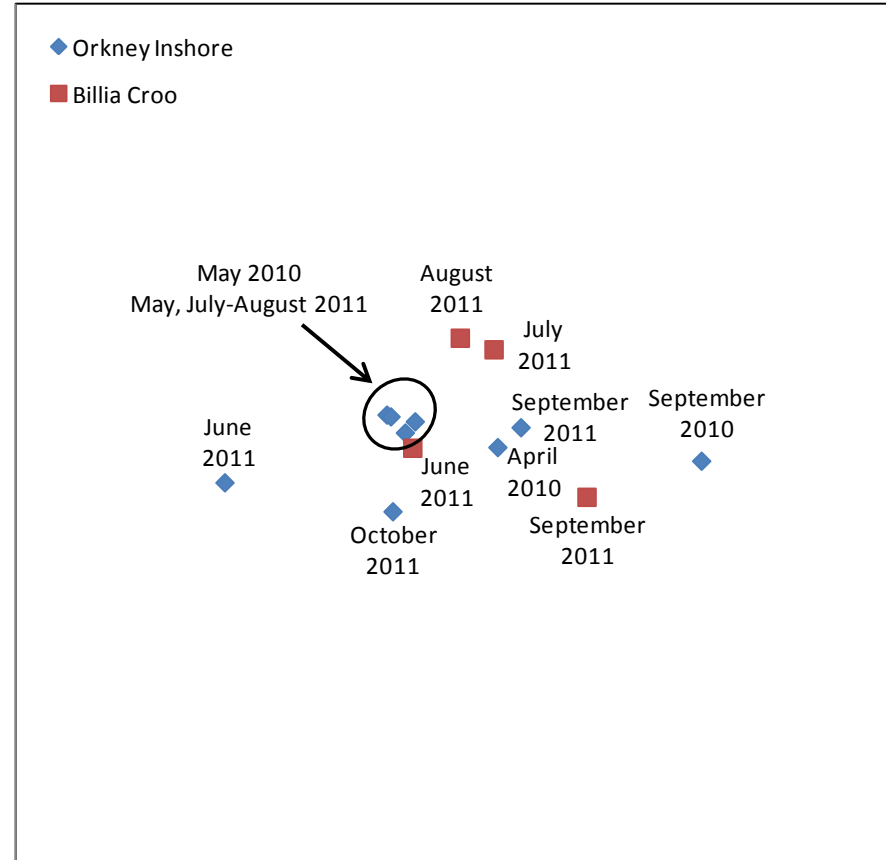 Orkney Inshore
Billia Croo
May 2010
May, July-August 2011
August
2011
July
2011
September
2011
September
2010
June
2011
June
2011
April
2010
October
2011
September
2011